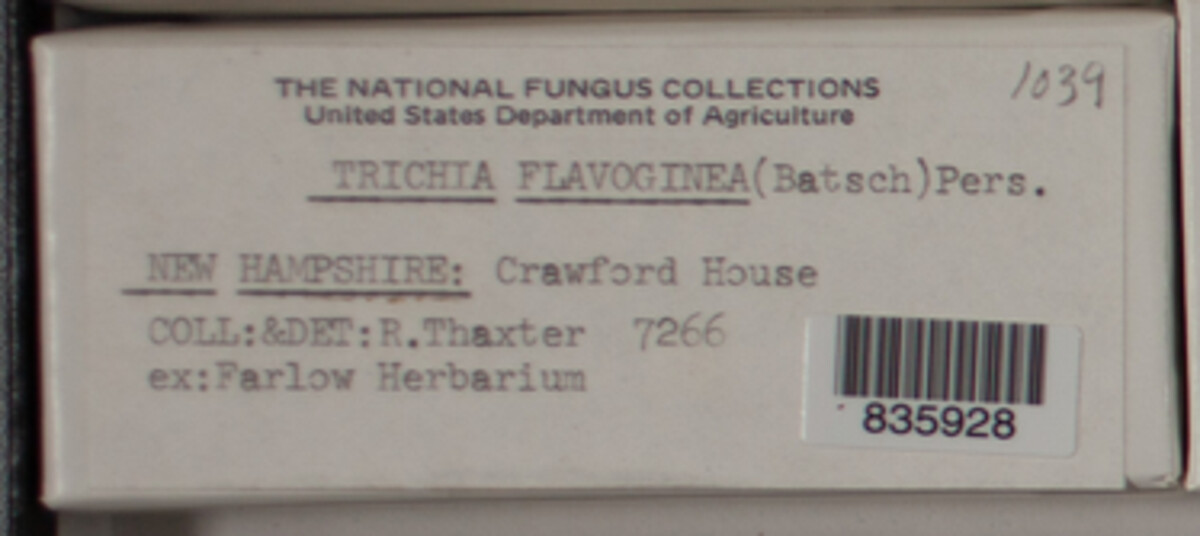 1039
THE NATIONAL FUNGUS COLLECTIONS
United States Department of Agriculture
TRICHIA FLAVOGINEA(Batsch)Pers.
NEW HAMPSHIRE: Crawford House
COLL:&DET:R.Thaxter 7266
ex:Farlow Herbarium
835928